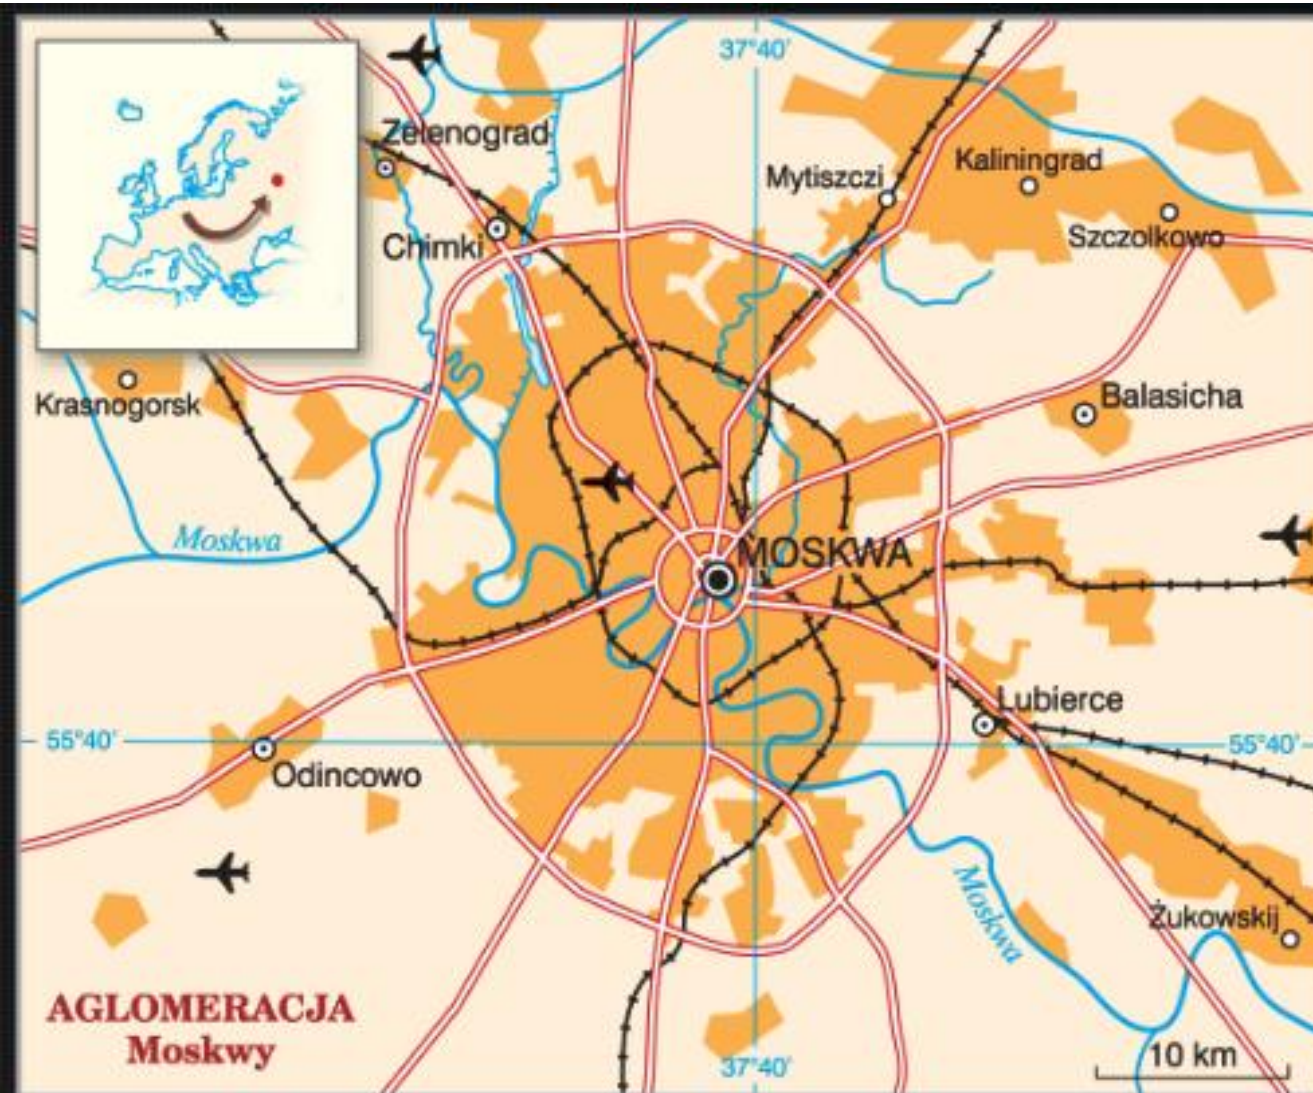 37°40'
Zelenograd
Kaliningrad
Mytiszczi
Szczolkowo
Chimki
Balasicha
Krasnogorsk
Moskwa
MOSKWA
Lubierce
55°40'
55°40'
Odincowo
Moskwa
Żukowskij
AGLOMERACJA
Moskwy
10 km
37°40'